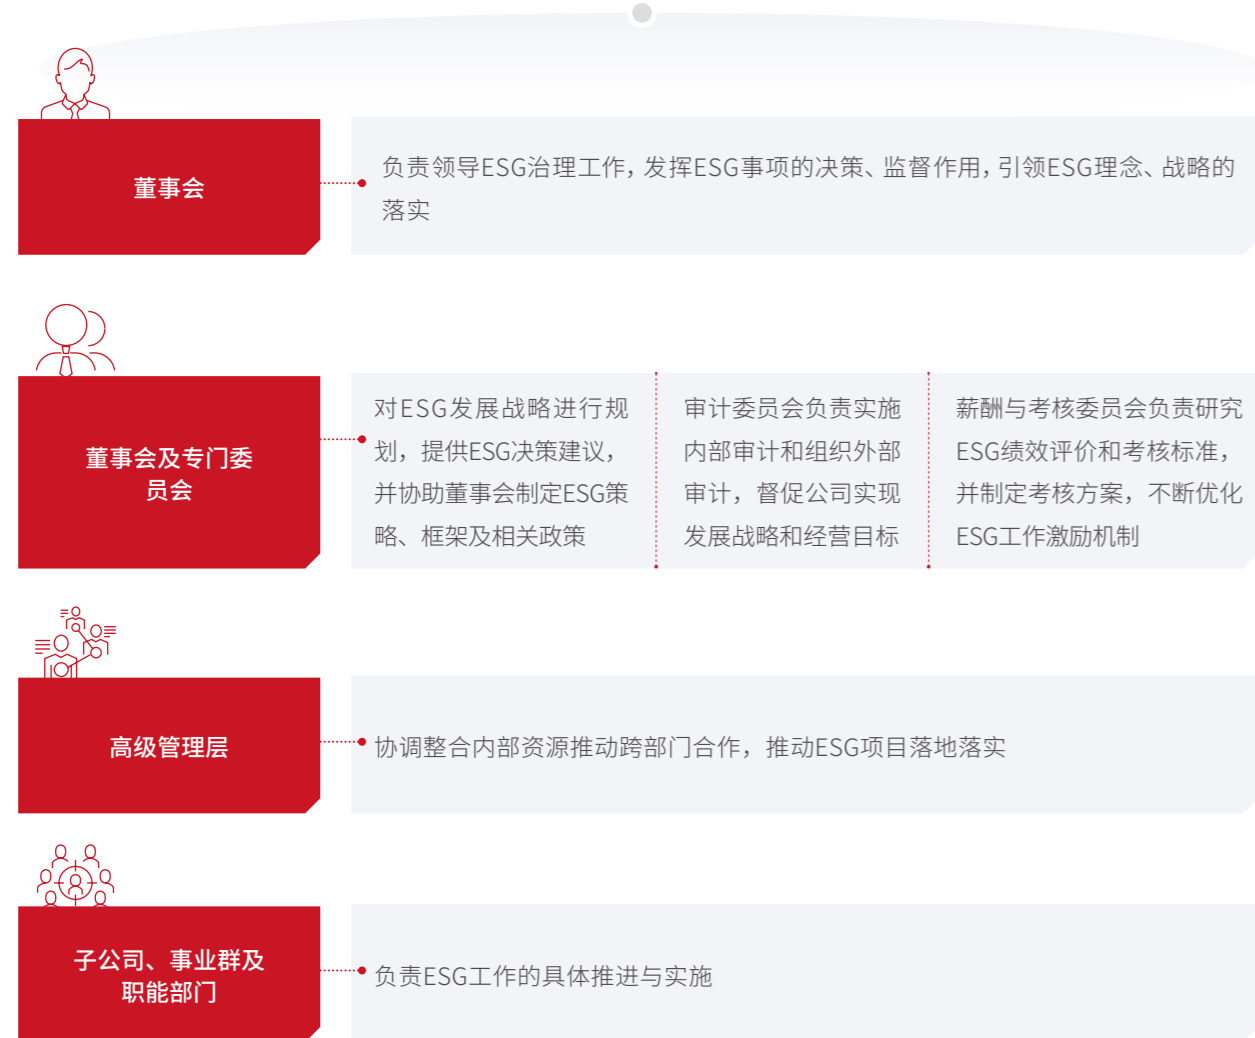 董事会
负责领导ESG治理工作，发挥ESG事项的决策、监督作用，引领ESG理念、战略的
落实
董事会及专门委
员会
对ESG发展战略进行规
划，提供ESG决策建议，
并协助董事会制定ESG策
略、框架及相关政策
审计委员会负责实施
内部审计和组织外部
审计，督促公司实现
发展战略和经营目标
薪酬与考核委员会负责研究
ESG绩效评价和考核标准，
并制定考核方案，不断优化
ESG工作激励机制
高级管理层
协调整合内部资源推动跨部门合作，推动ESG项目落地落实
子公司、事业群及
职能部门
负责ESG工作的具体推进与实施